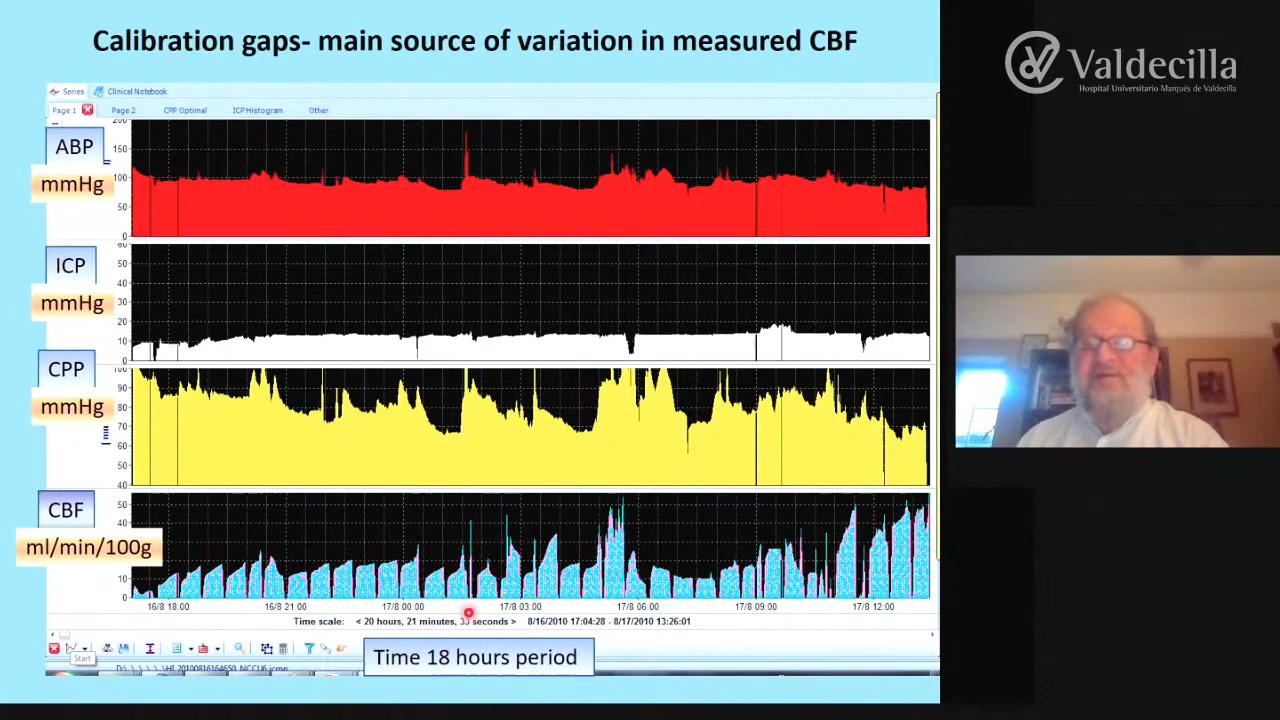 Calibration gaps- main source of variation in measured CBF
Valdecilla
Hospital Universitario Marqués de Valdecilla
Series Clinical Notebook
Page 1 Page 2 CPP Optimal ICP Histogram Other
ABP
mmHg
200
150
100
50
0
ICP
mmHg
60
50
40
30
20
10
0
CPP
mmHg
100
90
80
70
60
50
40
CBF
ml/min/100g
50
40
30
20
10
0
16/8 18:00 16/8 21:00 17/8 00:00 17/8 03:00 17/8 06:00 17/8 09:00 17/8 12:00
Time scale: < 20 hours, 21 minutes, 33 seconds > 8/16/2010 17:04:28 - 8/17/2010 13:26:01
Start
Time 18 hours period